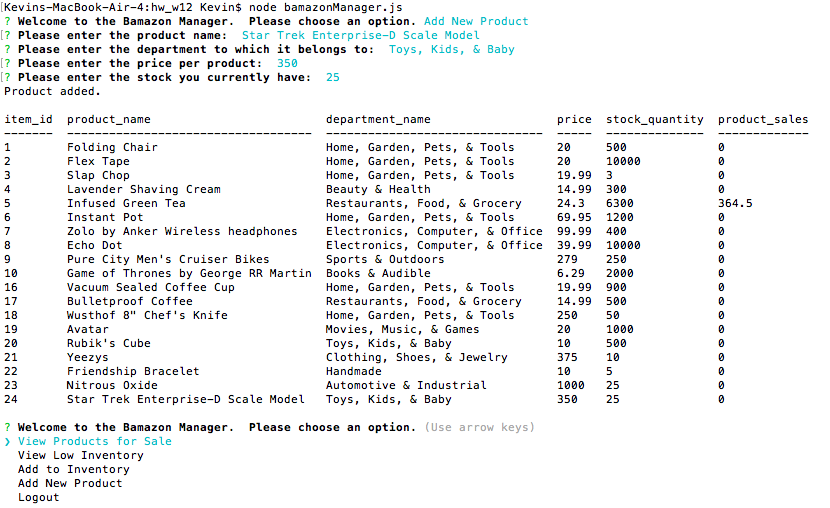 [Kevins-MacBook-Air-4:hw_w12 Kevin$ node bamazonManager.js
? Welcome to the Bamazon Manager.  Please choose an option. Add New Product
[? Please enter the product name:  Star Trek Enterprise-D Scale Model
? Please enter the department to which it belongs to:  Toys, Kids, & Baby
[? Please enter the price per product:  350
[? Please enter the stock you currently have:  25
Product added.
item_id  product_name                         department_name                  price  stock_quantity  product_sales
-------  -----------------------------------  -------------------------------  -----  --------------  -------------
1        Folding Chair                        Home, Garden, Pets, & Tools      20     500             0
2        Flex Tape                            Home, Garden, Pets, & Tools      20     10000           0
3        Slap Chop                            Home, Garden, Pets, & Tools      19.99  3               0
4        Lavender Shaving Cream               Beauty & Health                  14.99  300             0
5        Infused Green Tea                    Restaurants, Food, & Grocery     24.3   6300            364.5
6        Instant Pot                          Home, Garden, Pets, & Tools      69.95  1200            0
7        Zolo by Anker Wireless headphones    Electronics, Computer, & Office  99.99  400             0
8        Echo Dot                             Electronics, Computer, & Office  39.99  10000           0
9        Pure City Men's Cruiser Bikes        Sports & Outdoors                279    250             0
10       Game of Thrones by George RR Martin  Books & Audible                  6.29   2000            0
16       Vacuum Sealed Coffee Cup             Home, Garden, Pets, & Tools      19.99  900             0
17       Bulletproof Coffee                   Restaurants, Food, & Grocery     14.99  500             0
18       Wusthof 8" Chef's Knife              Home, Garden, Pets, & Tools      250    50              0
19       Avatar                               Movies, Music, & Games           20     1000            0
20       Rubik's Cube                         Toys, Kids, & Baby               10     500             0
21       Yeezys                               Clothing, Shoes, & Jewelry       375    10              0
22       Friendship Bracelet                  Handmade                         10     5               0
23       Nitrous Oxide                        Automotive & Industrial          1000   25              0
24       Star Trek Enterprise-D Scale Model   Toys, Kids, & Baby               350    25              0
? Welcome to the Bamazon Manager.  Please choose an option. (Use arrow keys)
❯ View Products for Sale
View Low Inventory
Add to Inventory
Add New Product
Logout